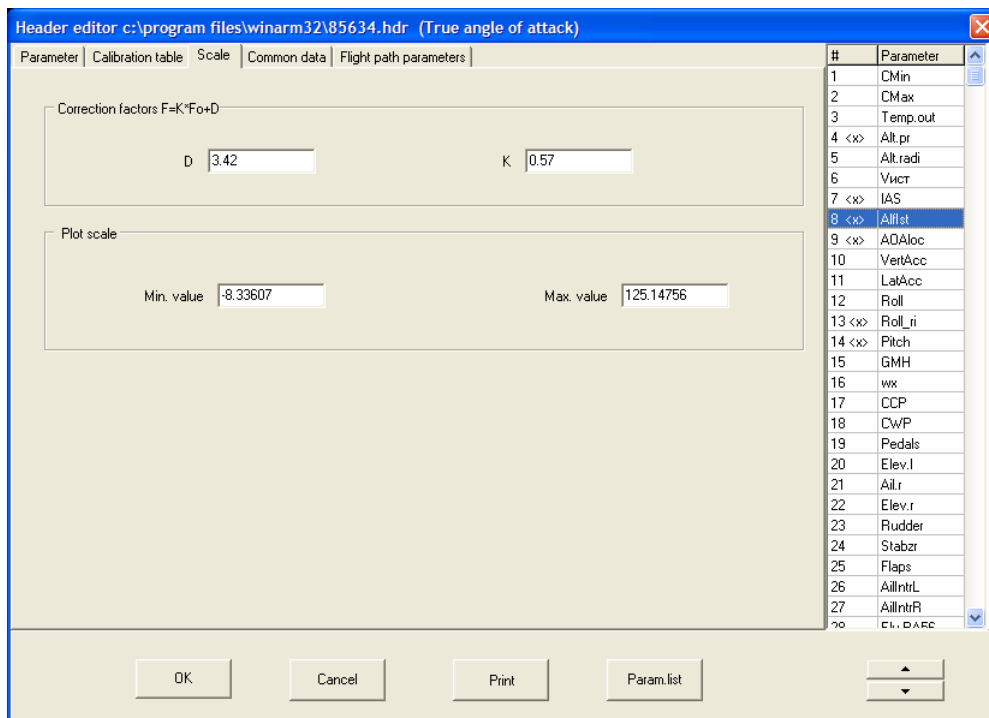 Header editor c:\program files\winarm32\85634.hdr (True angle of attack)
Parameter Calibration table Scale Common data Flight path parameters
Correction factors F=K*Fo+D
D 3.42 K 0.57
Plot scale
Min. value -8.33607 Max. value 125.14756
# Parameter
1 CMin
2 CMax
3 Temp.out
4 <x> Alt.pr
5 Alt.radi
6 Vист
7 <x> IAS
8 <x> AlfIst
9 <x> AOAloc
10 VertAcc
11 LatAcc
12 Roll
13 <x> Roll_ri
14 <x> Pitch
15 GMH
16 wx
17 CCP
18 CWP
19 Pedals
20 Elev.l
21 Ail.r
22 Elev.r
23 Rudder
24 Stabzr
25 Flaps
26 AilIntrL
27 AilIntrR
OK Cancel Print Param.list